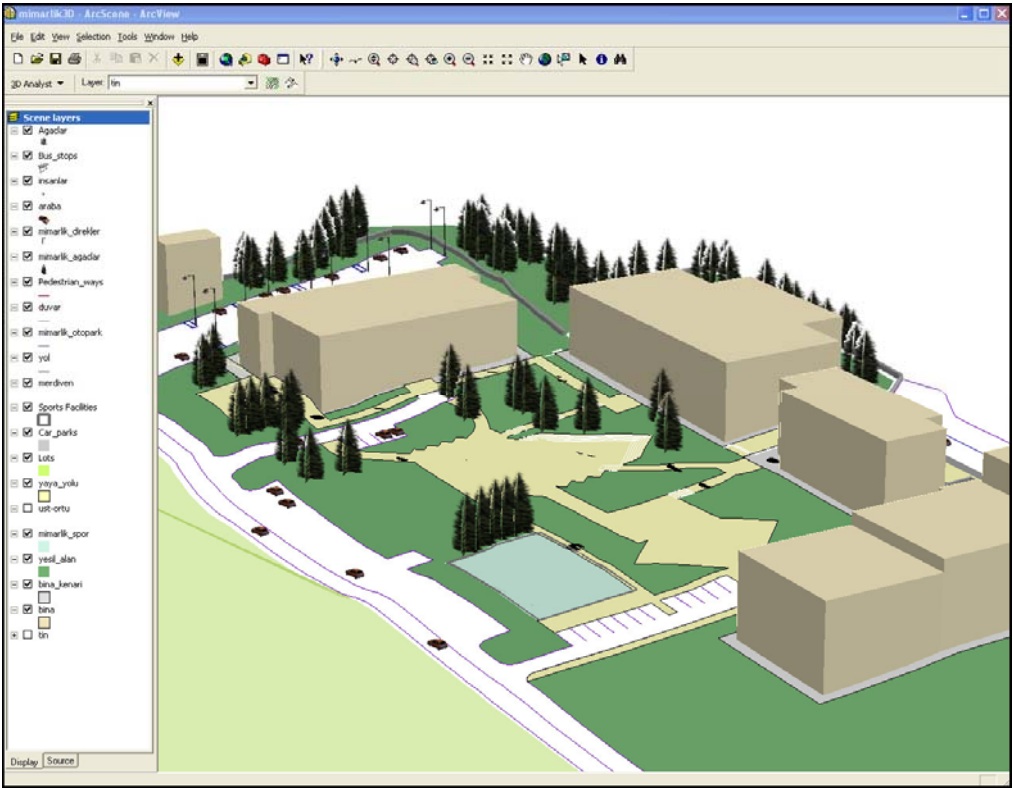 mimarlik3D - ArcScene - ArcView
File Edit View Selection Tools Window Help
3D Analyst Layer: tin
Scene layers
Agaclar
Bus_stops
insanlar
araba
mimarlik_direkler
mimarlik_agaclar
Pedestrian_ways
duvar
mimarlik_otopark
yol
merdiven
Sports Facilities
Car_parks
Lots
yaya_yolu
ust-ortu
mimarlik_spor
yesil_alan
bina_kenari
bina
tin
Display Source